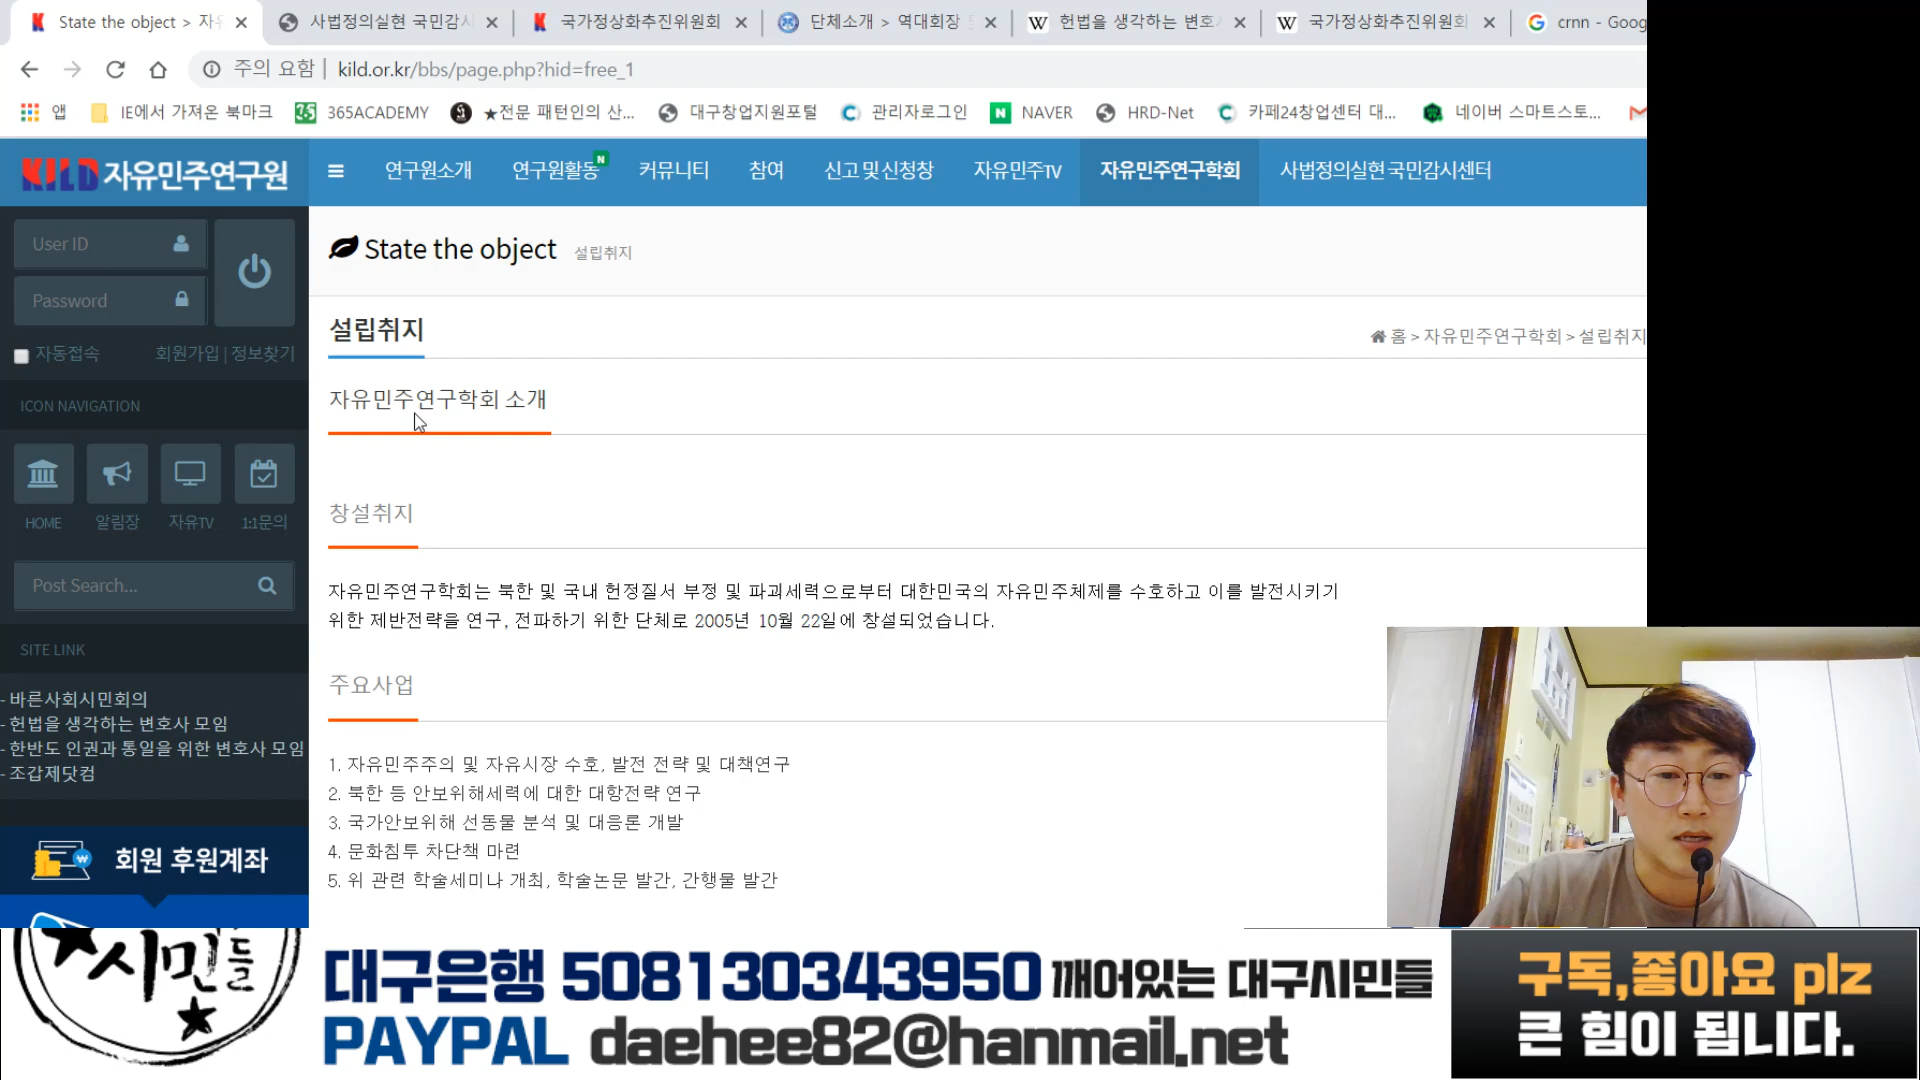 State the object > 자유
사법정의실현 국민감시
국가정상화추진위원회
단체소개 > 역대회장
헌법을 생각하는 변호사
국가정상화추진위원회
crnn - Goog
주의 요함 | kild.or.kr/bbs/page.php?hid=free_1
앱
IE에서 가져온 북마크
365ACADEMY
★전문 패턴인의 산...
대구창업지원포털
관리자로그인
NAVER
HRD-Net
카페24창업센터 대...
네이버 스마트스토...
KILD 자유민주연구원
연구원소개
연구원활동
N
커뮤니티
참여
신고 및 신청창
자유민주TV
자유민주연구학회
사법정의실현 국민감시센터
User ID
Password
자동접속
회원가입 | 정보찾기
ICON NAVIGATION
HOME
알림장
자유TV
1:1문의
Post Search...
SITE LINK
- 바른사회시민회의
- 헌법을 생각하는 변호사 모임
- 한반도 인권과 통일을 위한 변호사 모임
- 조갑제닷컴
회원 후원계좌
State the object 설립취지
설립취지
홈 > 자유민주연구학회 > 설립취지
자유민주연구학회 소개
창설취지
자유민주연구학회는 북한 및 국내 헌정질서 부정 및 파괴세력으로부터 대한민국의 자유민주체제를 수호하고 이를 발전시키기
위한 제반전략을 연구, 전파하기 위한 단체로 2005년 10월 22일에 창설되었습니다.
주요사업
1. 자유민주주의 및 자유시장 수호, 발전 전략 및 대책연구
2. 북한 등 안보위해세력에 대한 대항전략 연구
3. 국가안보위해 선동물 분석 및 대응론 개발
4. 문화침투 차단책 마련
5. 위 관련 학술세미나 개최, 학술논문 발간, 간행물 발간
시민들
대구은행 508130343950 깨어있는 대구시민들
PAYPAL daehee82@hanmail.net
구독,좋아요 plz
큰 힘이 됩니다.